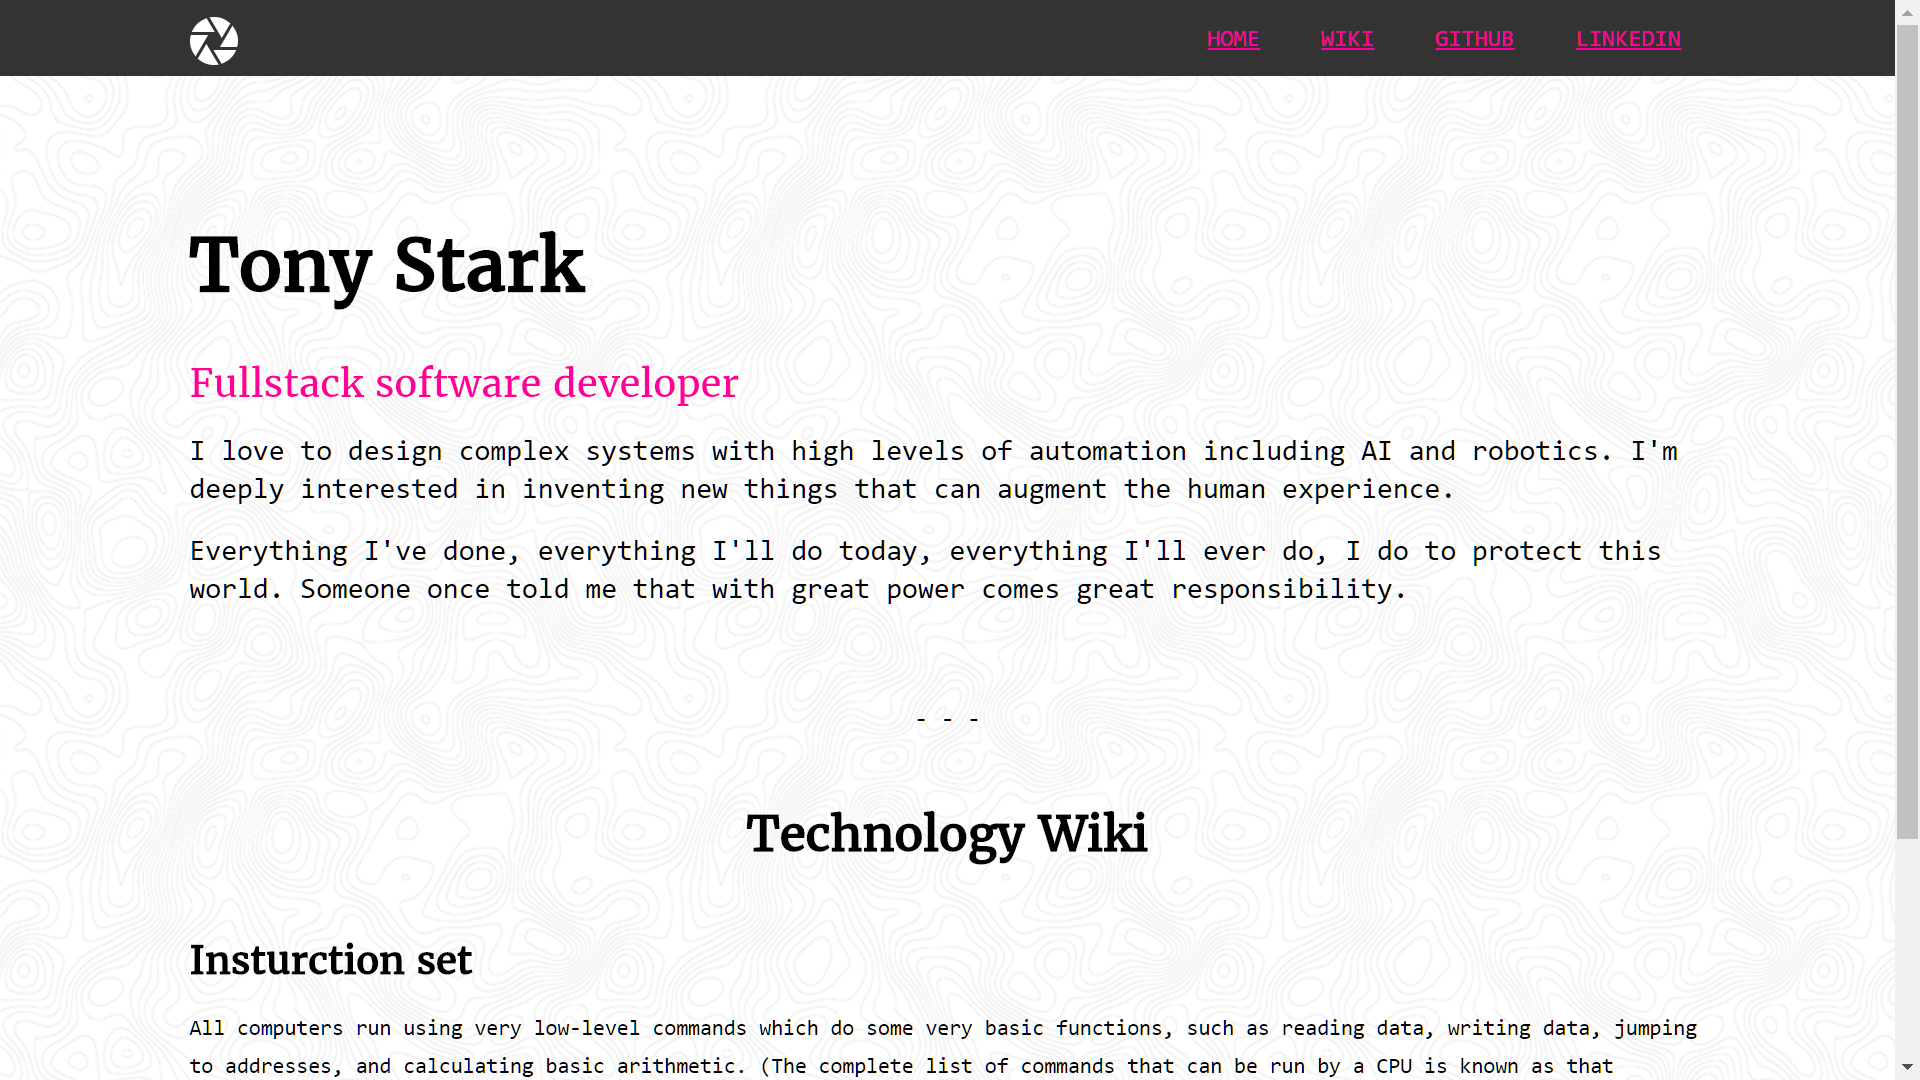 HOME WIKI GITHUB LINKEDIN
Tony Stark
Fullstack software developer
I love to design complex systems with high levels of automation including AI and robotics. I'm
deeply interested in inventing new things that can augment the human experience.
Everything I've done, everything I'll do today, everything I'll ever do, I do to protect this
world. Someone once told me that with great power comes great responsibility.
- - -
Technology Wiki
Insturction set
All computers run using very low-level commands which do some very basic functions, such as reading data, writing data, jumping
to addresses, and calculating basic arithmetic. (The complete list of commands that can be run by a CPU is known as that